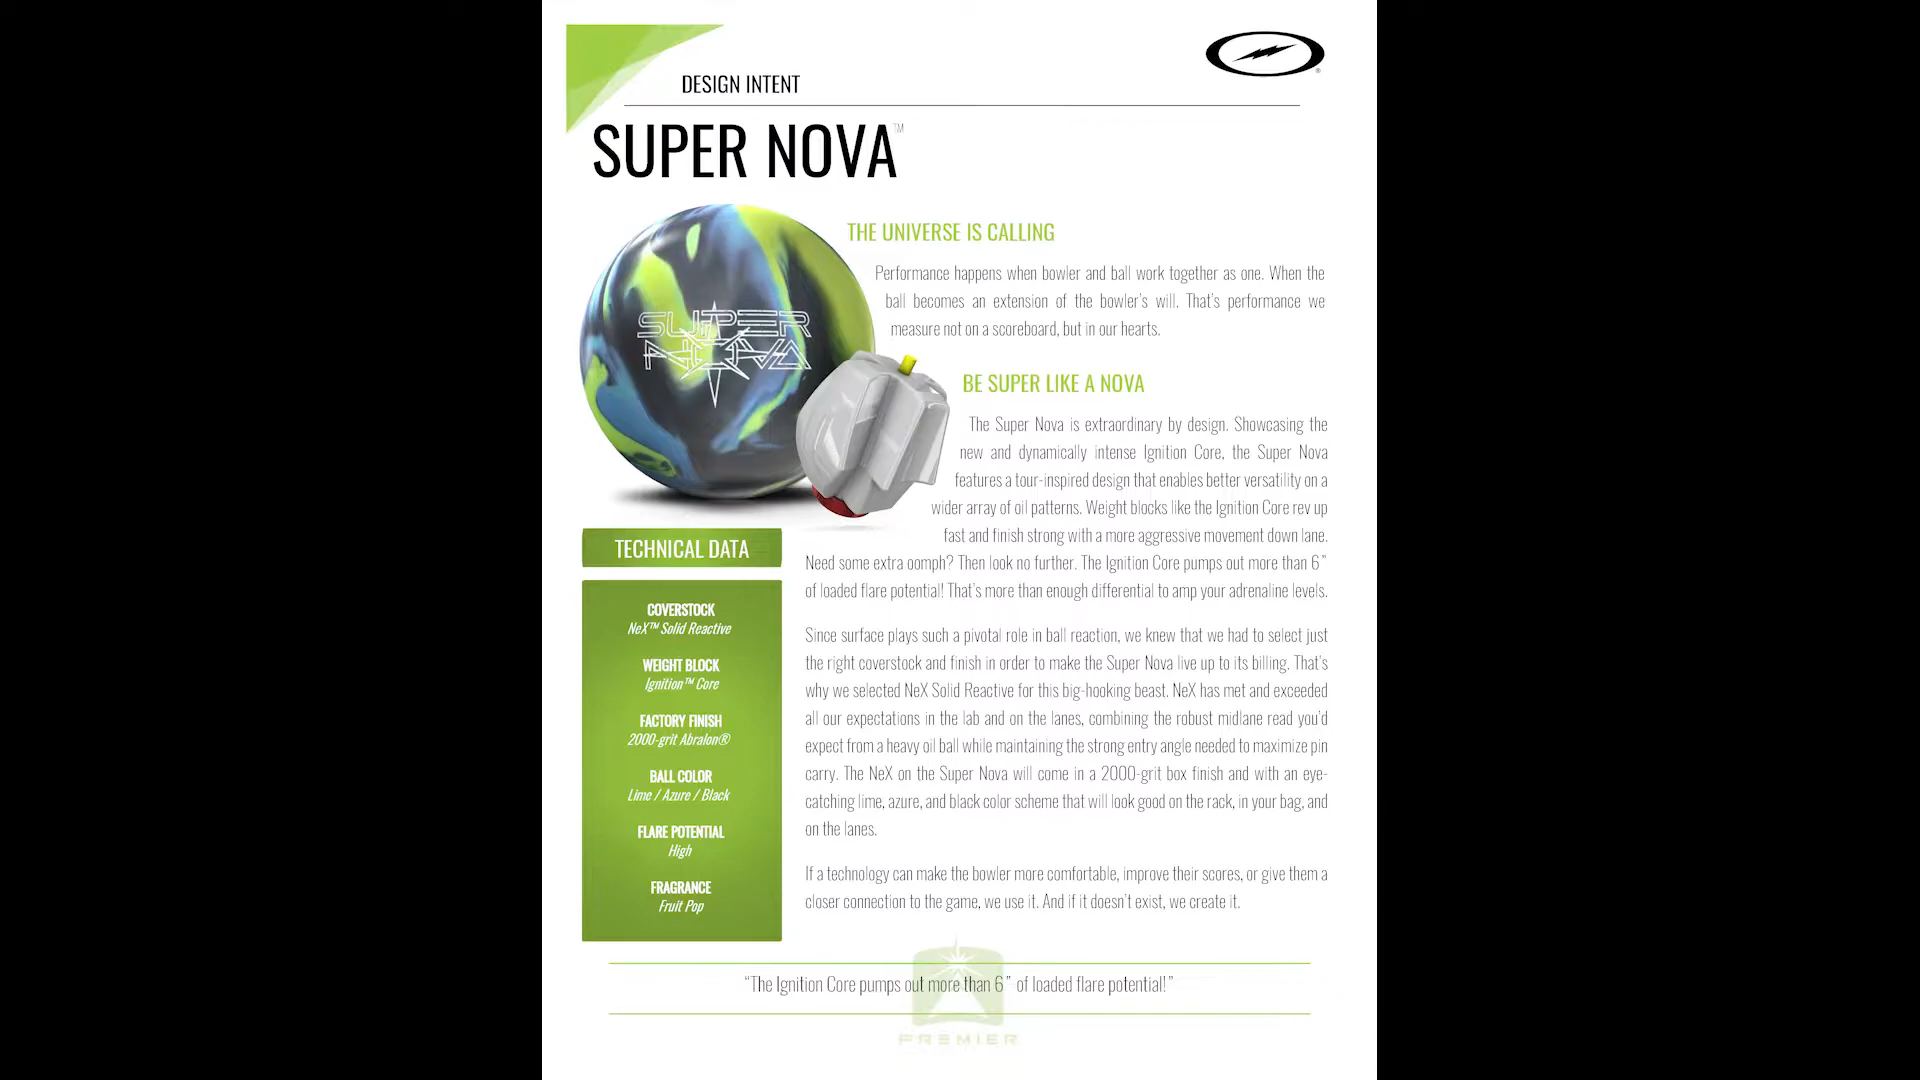 DESIGN INTENT
SUPER NOVA™
SUPER
NOVA
THE UNIVERSE IS CALLING
Performance happens when bowler and ball work together as one. When the
ball becomes an extension of the bowler's will. That's performance we
measure not on a scoreboard, but in our hearts.
BE SUPER LIKE A NOVA
The Super Nova is extraordinary by design. Showcasing the
new and dynamically intense Ignition Core, the Super Nova
features a tour-inspired design that enables better versatility on a
wider array of oil patterns. Weight blocks like the Ignition Core rev up
fast and finish strong with a more aggressive movement down lane.
Need some extra oomph? Then look no further. The Ignition Core pumps out more than 6"
of loaded flare potential! That's more than enough differential to amp your adrenaline levels.
Since surface plays such a pivotal role in ball reaction, we knew that we had to select just
the right coverstock and finish in order to make the Super Nova live up to its billing. That's
why we selected NeX Solid Reactive for this big-hooking beast. NeX has met and exceeded
all our expectations in the lab and on the lanes, combining the robust midlane read you'd
expect from a heavy oil ball while maintaining the strong entry angle needed to maximize pin
carry. The NeX on the Super Nova will come in a 2000-grit box finish and with an eye-
catching lime, azure, and black color scheme that will look good on the rack, in your bag, and
on the lanes.
If a technology can make the bowler more comfortable, improve their scores, or give them a
closer connection to the game, we use it. And if it doesn't exist, we create it.
TECHNICAL DATA
COVERSTOCK
NeX™ Solid Reactive
WEIGHT BLOCK
Ignition™ Core
FACTORY FINISH
2000-grit Abralon®
BALL COLOR
Lime / Azure / Black
FLARE POTENTIAL
High
FRAGRANCE
Fruit Pop
"The Ignition Core pumps out more than 6" of loaded flare potential!"
PREMIER